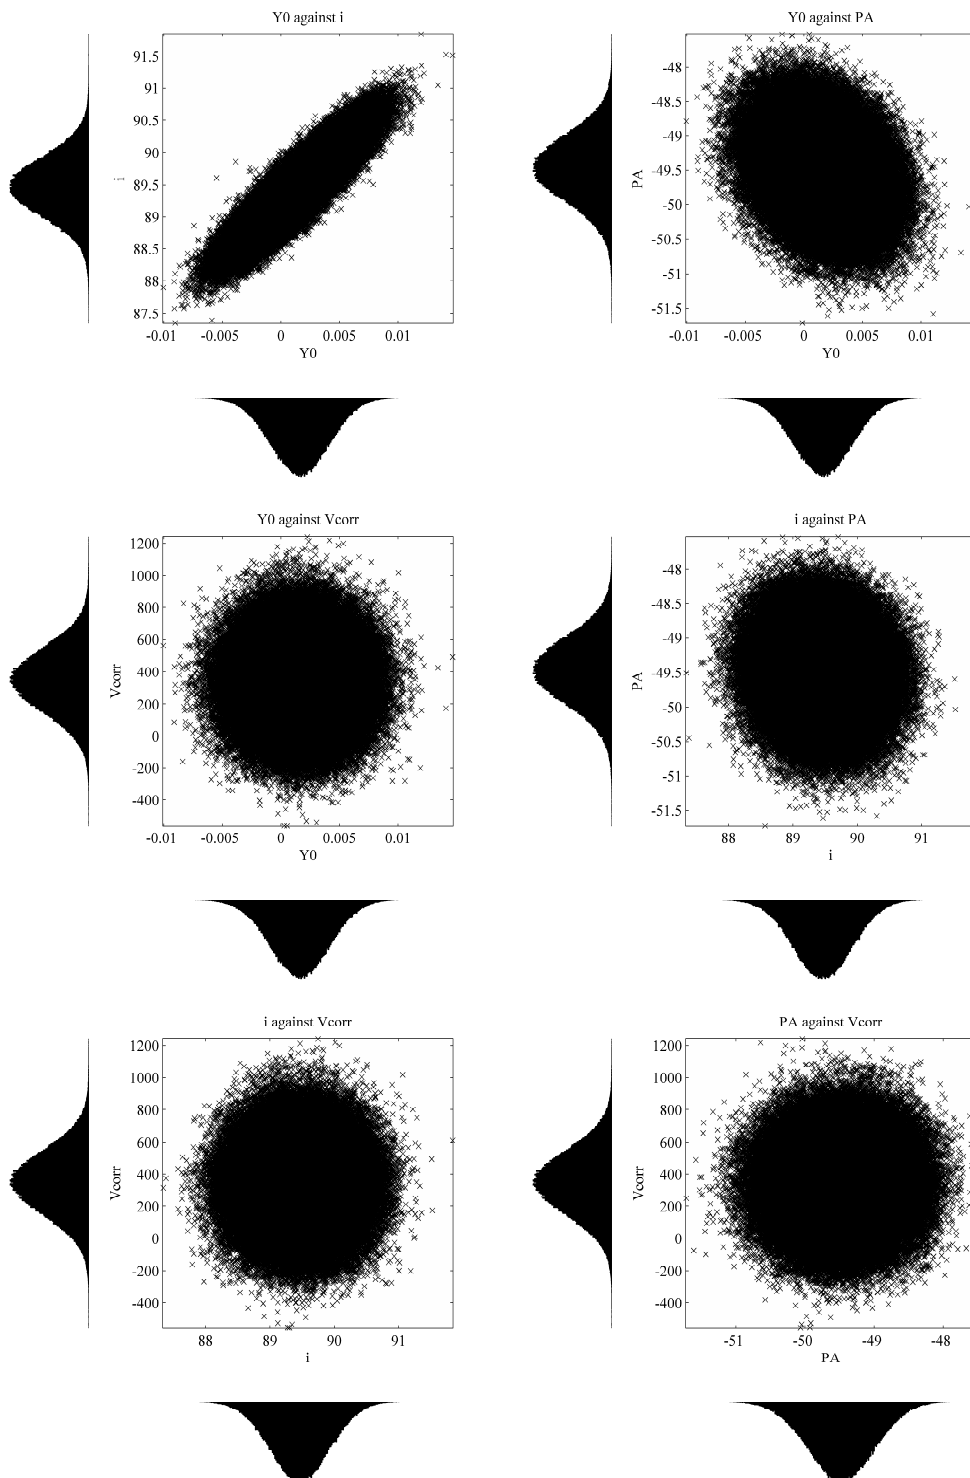 Y0 against i
91.5
91
90.5
90
89.5
89
88.5
88
87.5
i
-0.01 -0.005 0 0.005 0.01
Y0
Y0 against PA
-48
-48.5
-49
-49.5
-50
-50.5
-51
-51.5
PA
-0.01 -0.005 0 0.005 0.01
Y0
Y0 against Vcorr
1200
1000
800
600
400
200
0
-200
-400
Vcorr
-0.01 -0.005 0 0.005 0.01
Y0
i against PA
-48
-48.5
-49
-49.5
-50
-50.5
-51
-51.5
PA
88 89 90 91
i
i against Vcorr
1200
1000
800
600
400
200
0
-200
-400
Vcorr
88 89 90 91
i
PA against Vcorr
1200
1000
800
600
400
200
0
-200
-400
Vcorr
-51 -50 -49 -48
PA